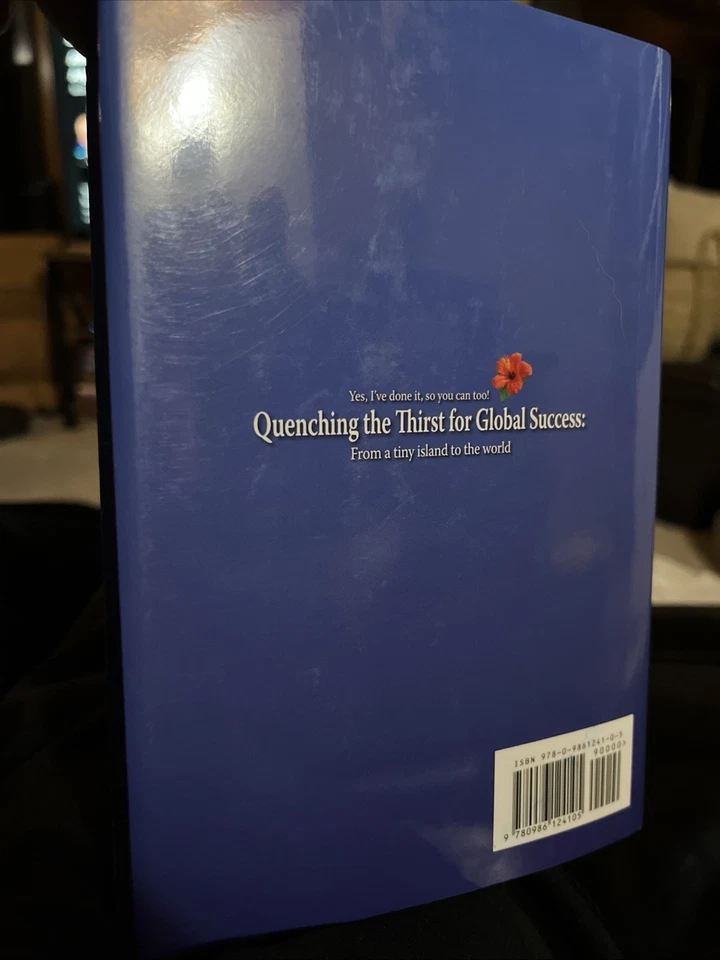 Yes, I've done it, so you can too!
Quenching the Thirst for Global Success:
From a tiny island to the world
ISBN 978-0-9861241-0-5
90000>
9 780986 124105